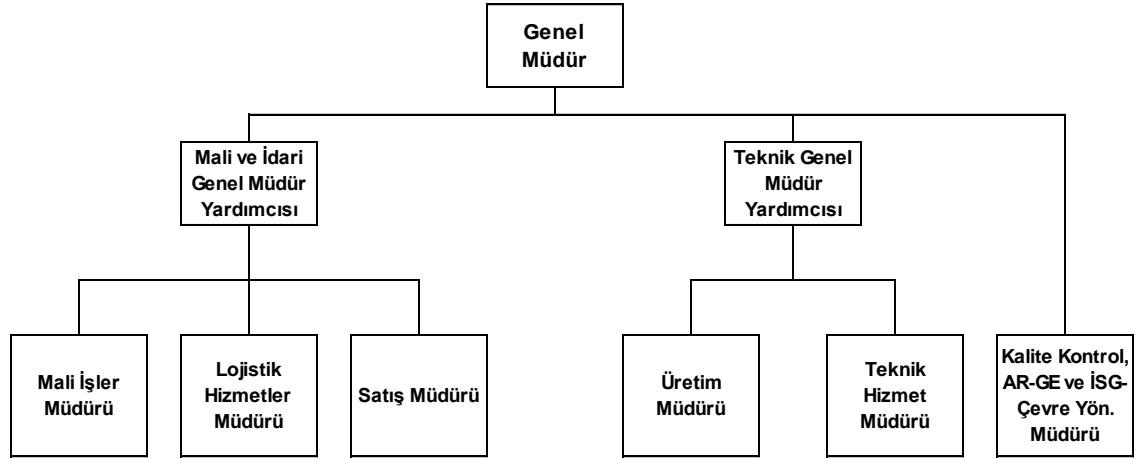 Genel
Müdür
Mali ve İdari
Genel Müdür
Yardımcısı
Teknik Genel
Müdür
Yardımcısı
Mali İşler
Müdürü
Lojistik
Hizmetler
Müdürü
Satış Müdürü
Üretim
Müdürü
Teknik
Hizmet
Müdürü
Kalite Kontrol,
AR-GE ve İSG-
Çevre Yön.
Müdürü